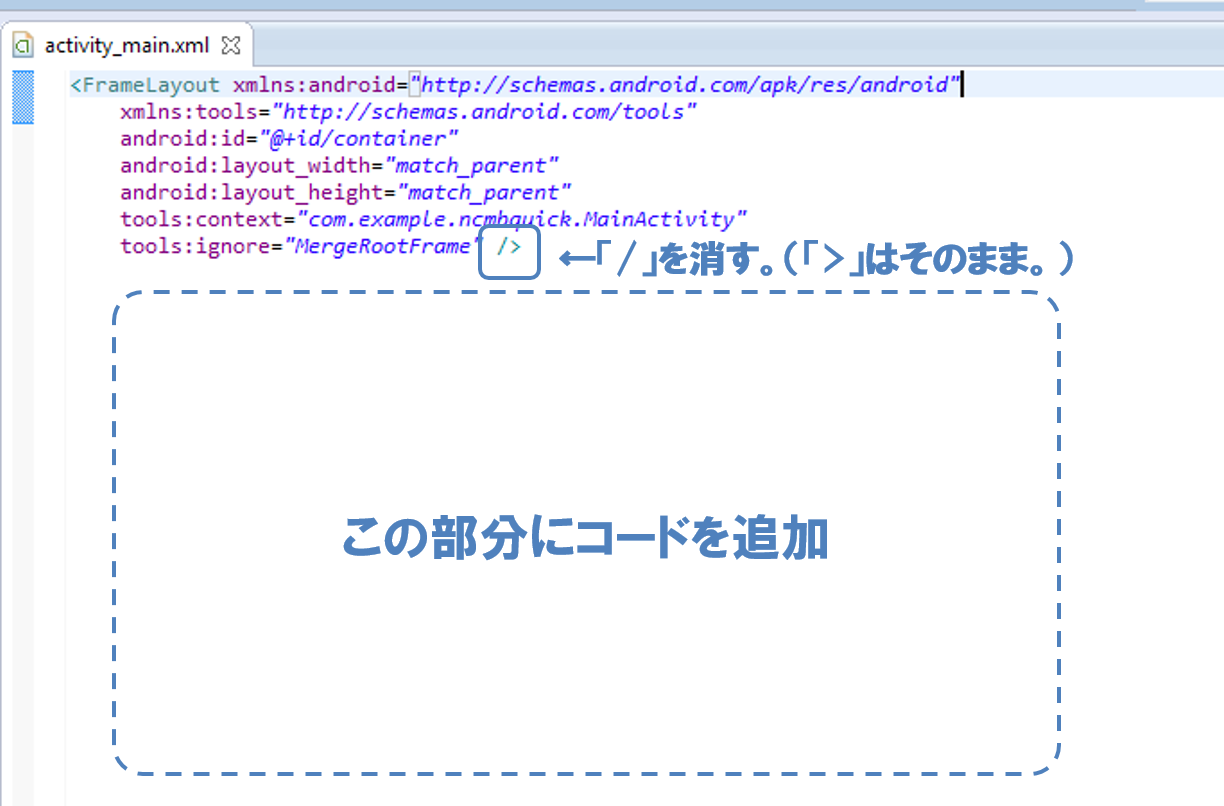 activity_main.xml
<FrameLayout xmlns:android="http://schemas.android.com/apk/res/android"
    xmlns:tools="http://schemas.android.com/tools"
    android:id="@+id/container"
    android:layout_width="match_parent"
    android:layout_height="match_parent"
    tools:context="com.example.ncmbquick.MainActivity"
    tools:ignore="MergeRootFrame" /> ←「/」を消す。(「>」はそのまま。)
この部分にコードを追加